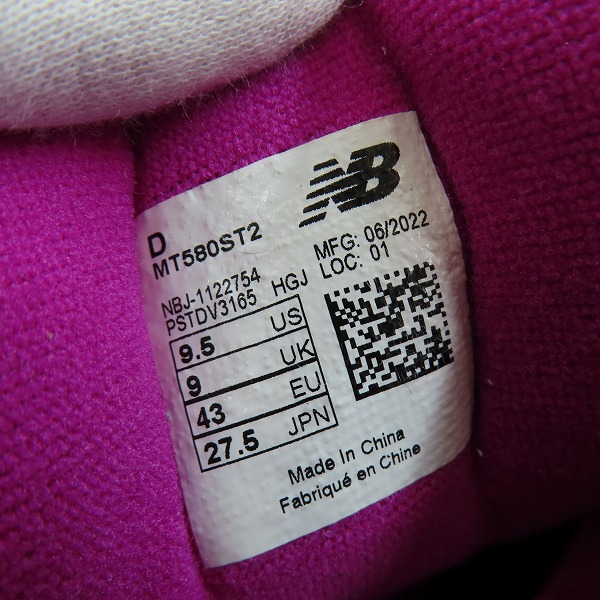 NB
D
MT580ST2
MFG: 06/2022
LOC: 01
NBJ-1122754
PSTDV3165 HGJ
9.5 US
9 UK
43 EU
27.5 JPN
Made In China
Fabriqué en Chine